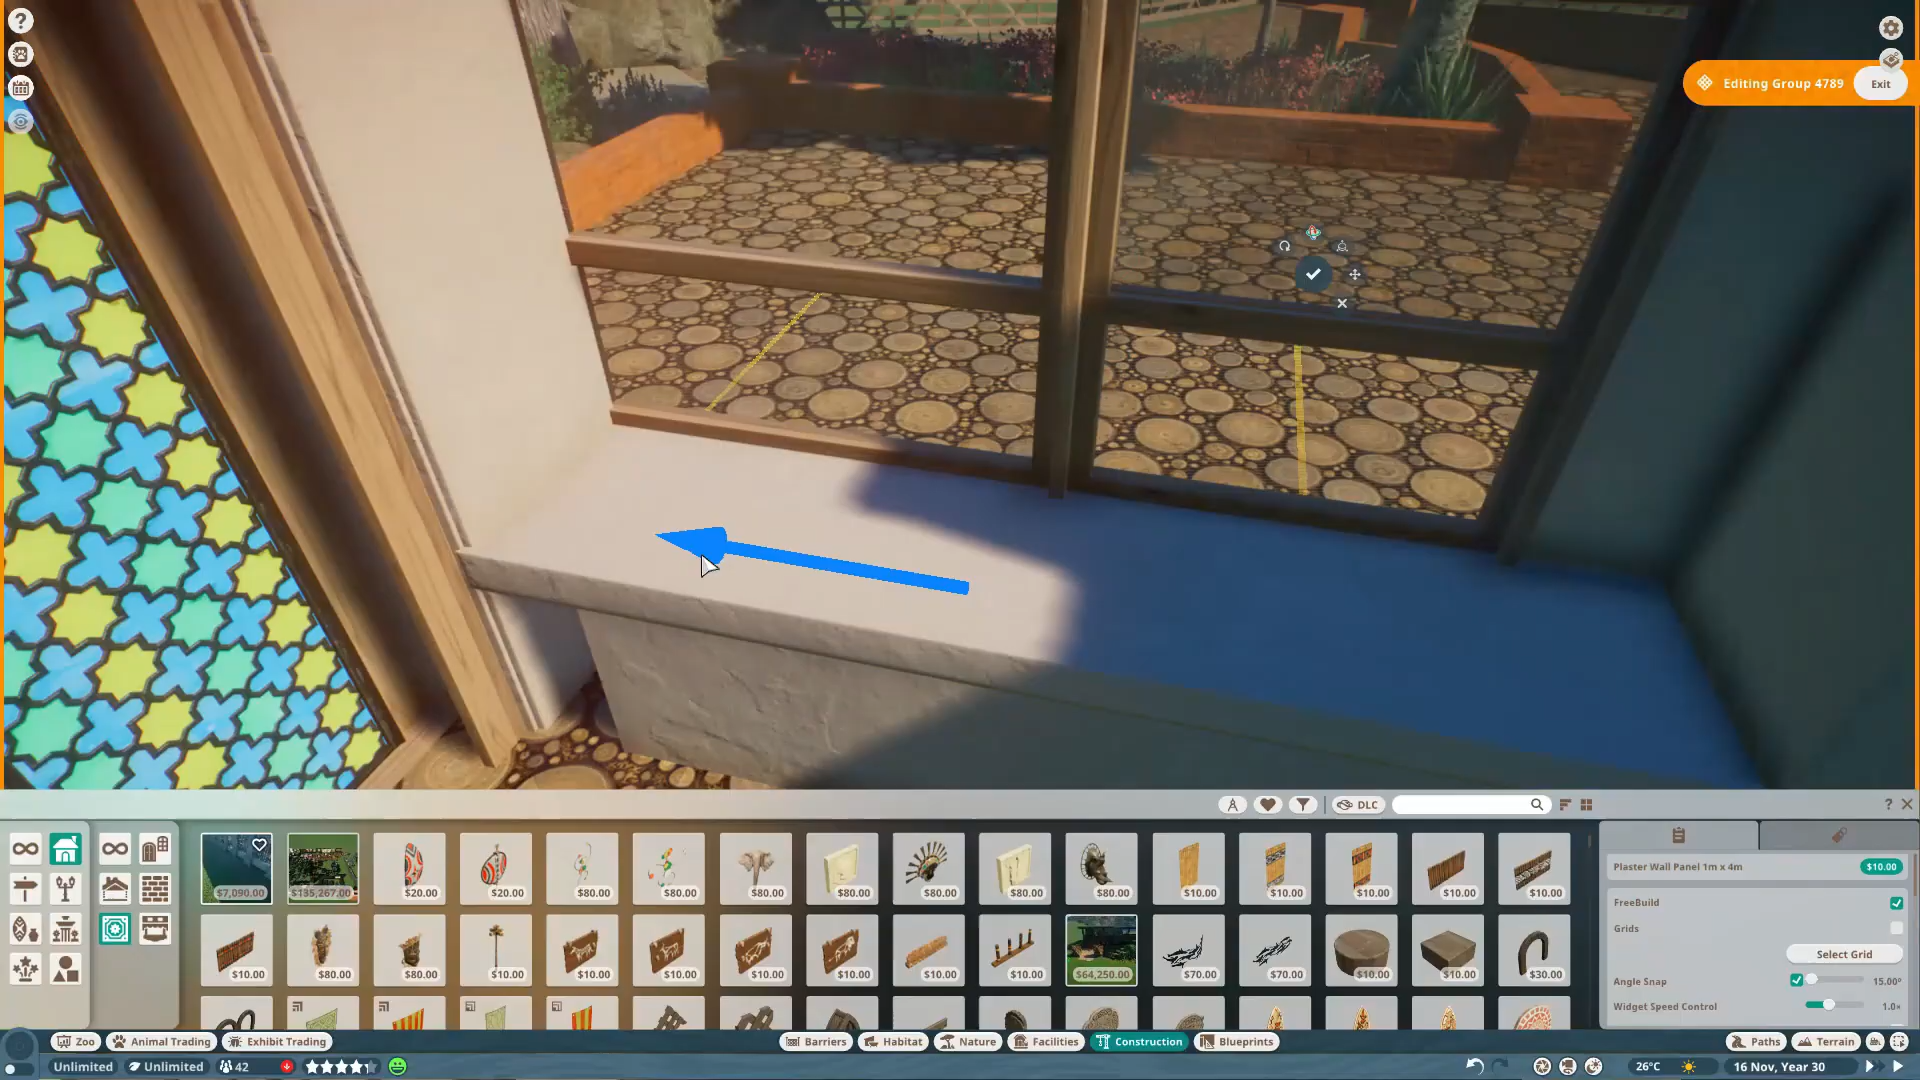 Editing Group 4789
Exit
DLC
$7,090.00
$135,267.00
$20.00
$20.00
$80.00
$80.00
$80.00
$80.00
$80.00
$80.00
$80.00
$10.00
$10.00
$10.00
$10.00
$10.00
$10.00
$80.00
$80.00
$10.00
$10.00
$10.00
$10.00
$10.00
$10.00
$10.00
$64,250.00
$70.00
$70.00
$10.00
$10.00
$30.00
Plaster Wall Panel 1m x 4m
$10.00
FreeBuild
Grids
Select Grid
Angle Snap
15.00°
Widget Speed Control
1.0×
Zoo
Animal Trading
Exhibit Trading
Barriers
Habitat
Nature
Facilities
Construction
Blueprints
Paths
Terrain
Unlimited
Unlimited
42
26°C
16 Nov, Year 30